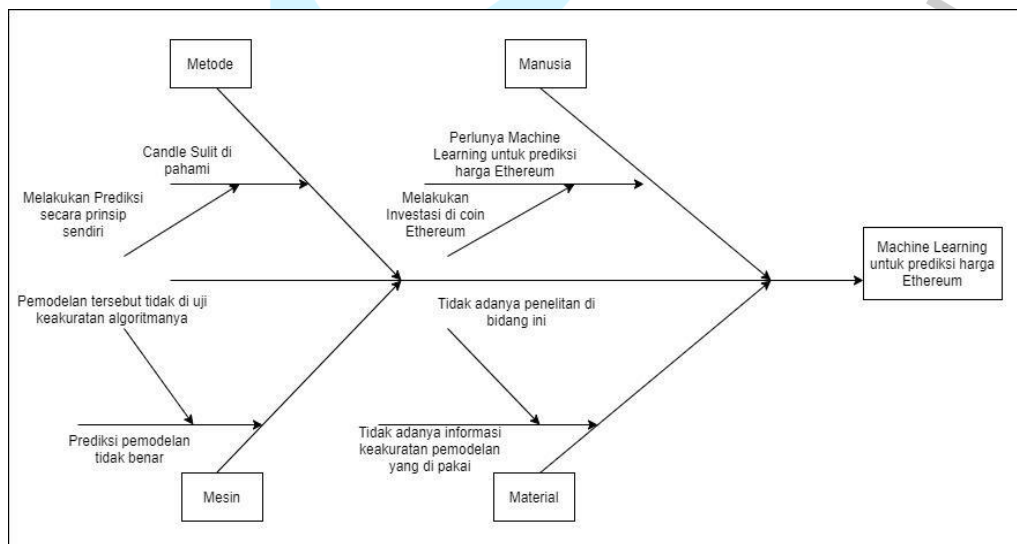 Metode
Manusia
Candle Sulit di
pahami
Perlunya Machine
Learning untuk prediksi
harga Ethereum
Melakukan Prediksi
secara prinsip
sendiri
Melakukan
Investasi di coin
Ethereum
Machine Learning
untuk prediksi harga
Ethereum
Pemodelan tersebut tidak di uji
keakuratan algoritmanya
Tidak adanya penelitan di
bidang ini
Prediksi pemodelan
tidak benar
Tidak adanya informasi
keakuratan pemodelan
yang di pakai
Mesin
Material